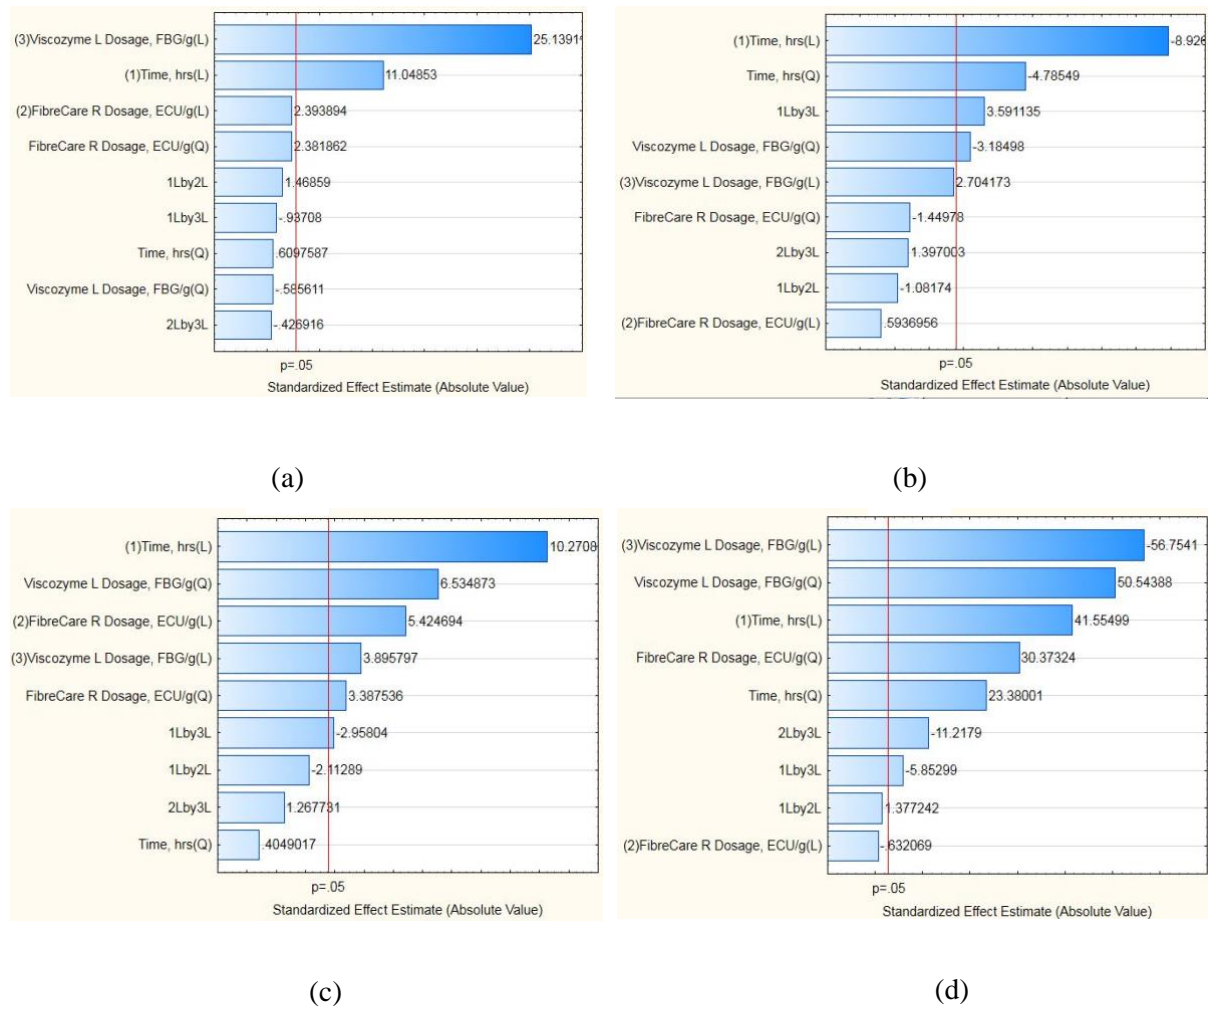 (3)Viscozyme L Dosage, FBG/g(L) 25.1391
(1)Time, hrs(L) 11.04853
(2)FibreCare R Dosage, ECU/g(L) 2.393894
FibreCare R Dosage, ECU/g(Q) 2.381862
1Lby2L 1.46859
1Lby3L -.93708
Time, hrs(Q) .6097587
Viscozyme L Dosage, FBG/g(Q) -.585611
2Lby3L -.426916
p=.05
Standardized Effect Estimate (Absolute Value)
(a)
(1)Time, hrs(L) -8.926
Time, hrs(Q) -4.78549
1Lby3L 3.591135
Viscozyme L Dosage, FBG/g(Q) -3.18498
(3)Viscozyme L Dosage, FBG/g(L) 2.704173
FibreCare R Dosage, ECU/g(Q) -1.44978
2Lby3L 1.397003
1Lby2L -1.08174
(2)FibreCare R Dosage, ECU/g(L) .5936956
p=.05
Standardized Effect Estimate (Absolute Value)
(b)
(1)Time, hrs(L) 10.2708
Viscozyme L Dosage, FBG/g(Q) 6.534873
(2)FibreCare R Dosage, ECU/g(L) 5.424694
(3)Viscozyme L Dosage, FBG/g(L) 3.895797
FibreCare R Dosage, ECU/g(Q) 3.387536
1Lby3L -2.95804
1Lby2L -2.11289
2Lby3L 1.267731
Time, hrs(Q) .4049017
p=.05
Standardized Effect Estimate (Absolute Value)
(c)
(3)Viscozyme L Dosage, FBG/g(L) -56.7541
Viscozyme L Dosage, FBG/g(Q) 50.54388
(1)Time, hrs(L) 41.55499
FibreCare R Dosage, ECU/g(Q) 30.37324
Time, hrs(Q) 23.38001
2Lby3L -11.2179
1Lby3L -5.85299
1Lby2L 1.377242
(2)FibreCare R Dosage, ECU/g(L) -.632069
p=.05
Standardized Effect Estimate (Absolute Value)
(d)